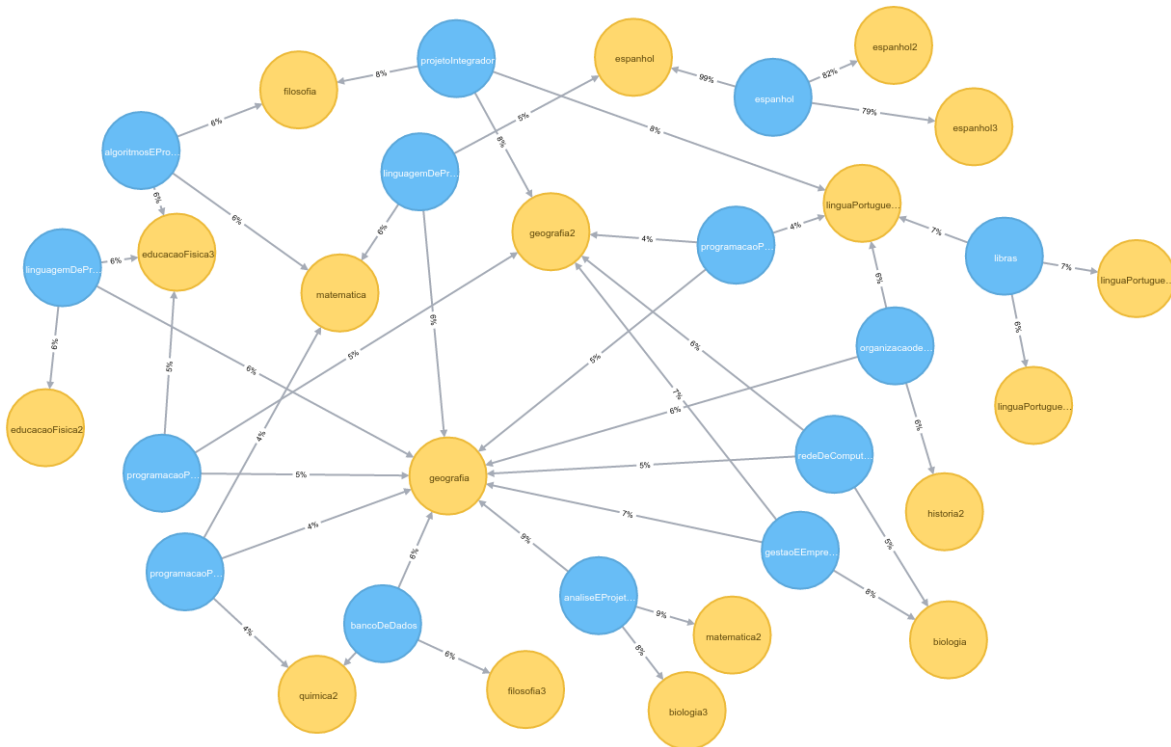 projetoIntegrador
espanhol
espanhol2
8%
99%
82%
filosofia
espanhol
79%
5%
6%
espanhol3
8%
8%
algoritmosEPro...
linguagemDePr...
6%
6%
linguaPortugue...
6%
geografia2
programacaoP...
4%
4%
7%
educacaoFisica3
6%
linguagemDePr...
libras
7%
linguaPortugue...
6%
matematica
6%
6%
6%
organizacaode...
6%
5%
5%
6%
5%
6%
7%
linguaPortugue...
6%
educacaoFisica2
4%
6%
redeDeComput...
programacaoP...
5%
geografia
5%
historia2
7%
4%
9%
5%
gestaoEEmpre...
6%
programacaoP...
8%
analiseEProjet...
9%
bancoDeDados
4%
matematica2
biologia
8%
6%
quimica2
filosofia3
biologia3